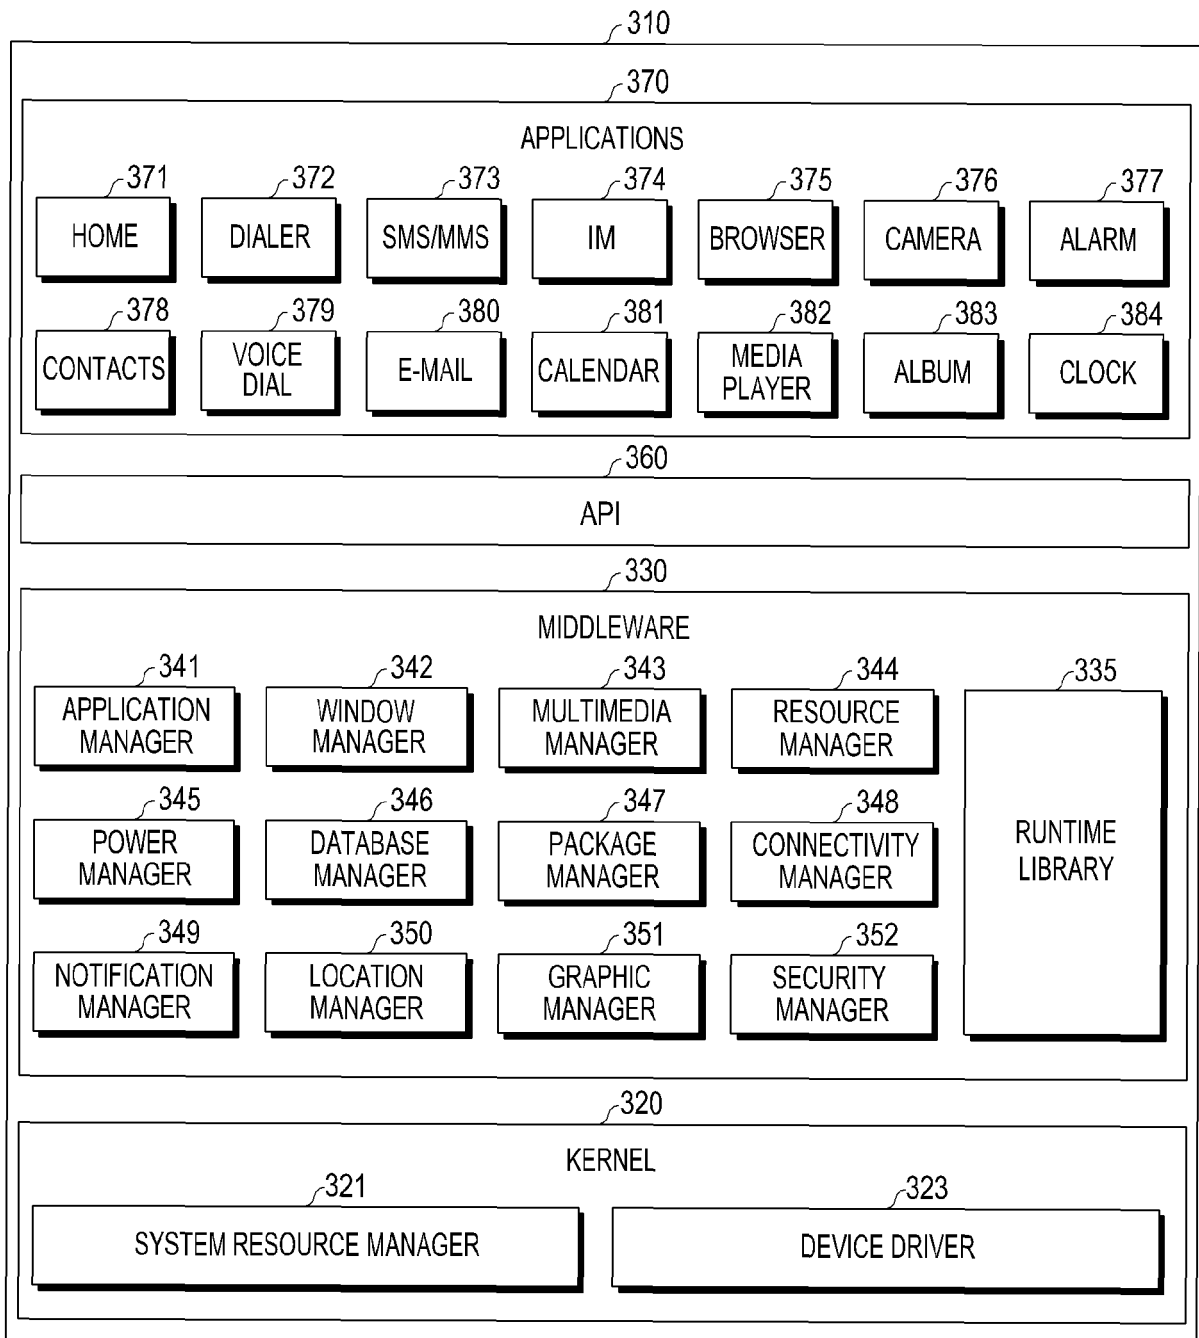 310
370
APPLICATIONS
371 372 373 374 375 376 377
HOME DIALER SMS/MMS IM BROWSER CAMERA ALARM
378 379 380 381 382 383 384
CONTACTS VOICE DIAL E-MAIL CALENDAR MEDIA PLAYER ALBUM CLOCK
360
API
330
MIDDLEWARE
341 342 343 344 335
APPLICATION MANAGER WINDOW MANAGER MULTIMEDIA MANAGER RESOURCE MANAGER
345 346 347 348
POWER MANAGER DATABASE MANAGER PACKAGE MANAGER CONNECTIVITY MANAGER RUNTIME LIBRARY
349 350 351 352
NOTIFICATION MANAGER LOCATION MANAGER GRAPHIC MANAGER SECURITY MANAGER
320
KERNEL
321 323
SYSTEM RESOURCE MANAGER DEVICE DRIVER